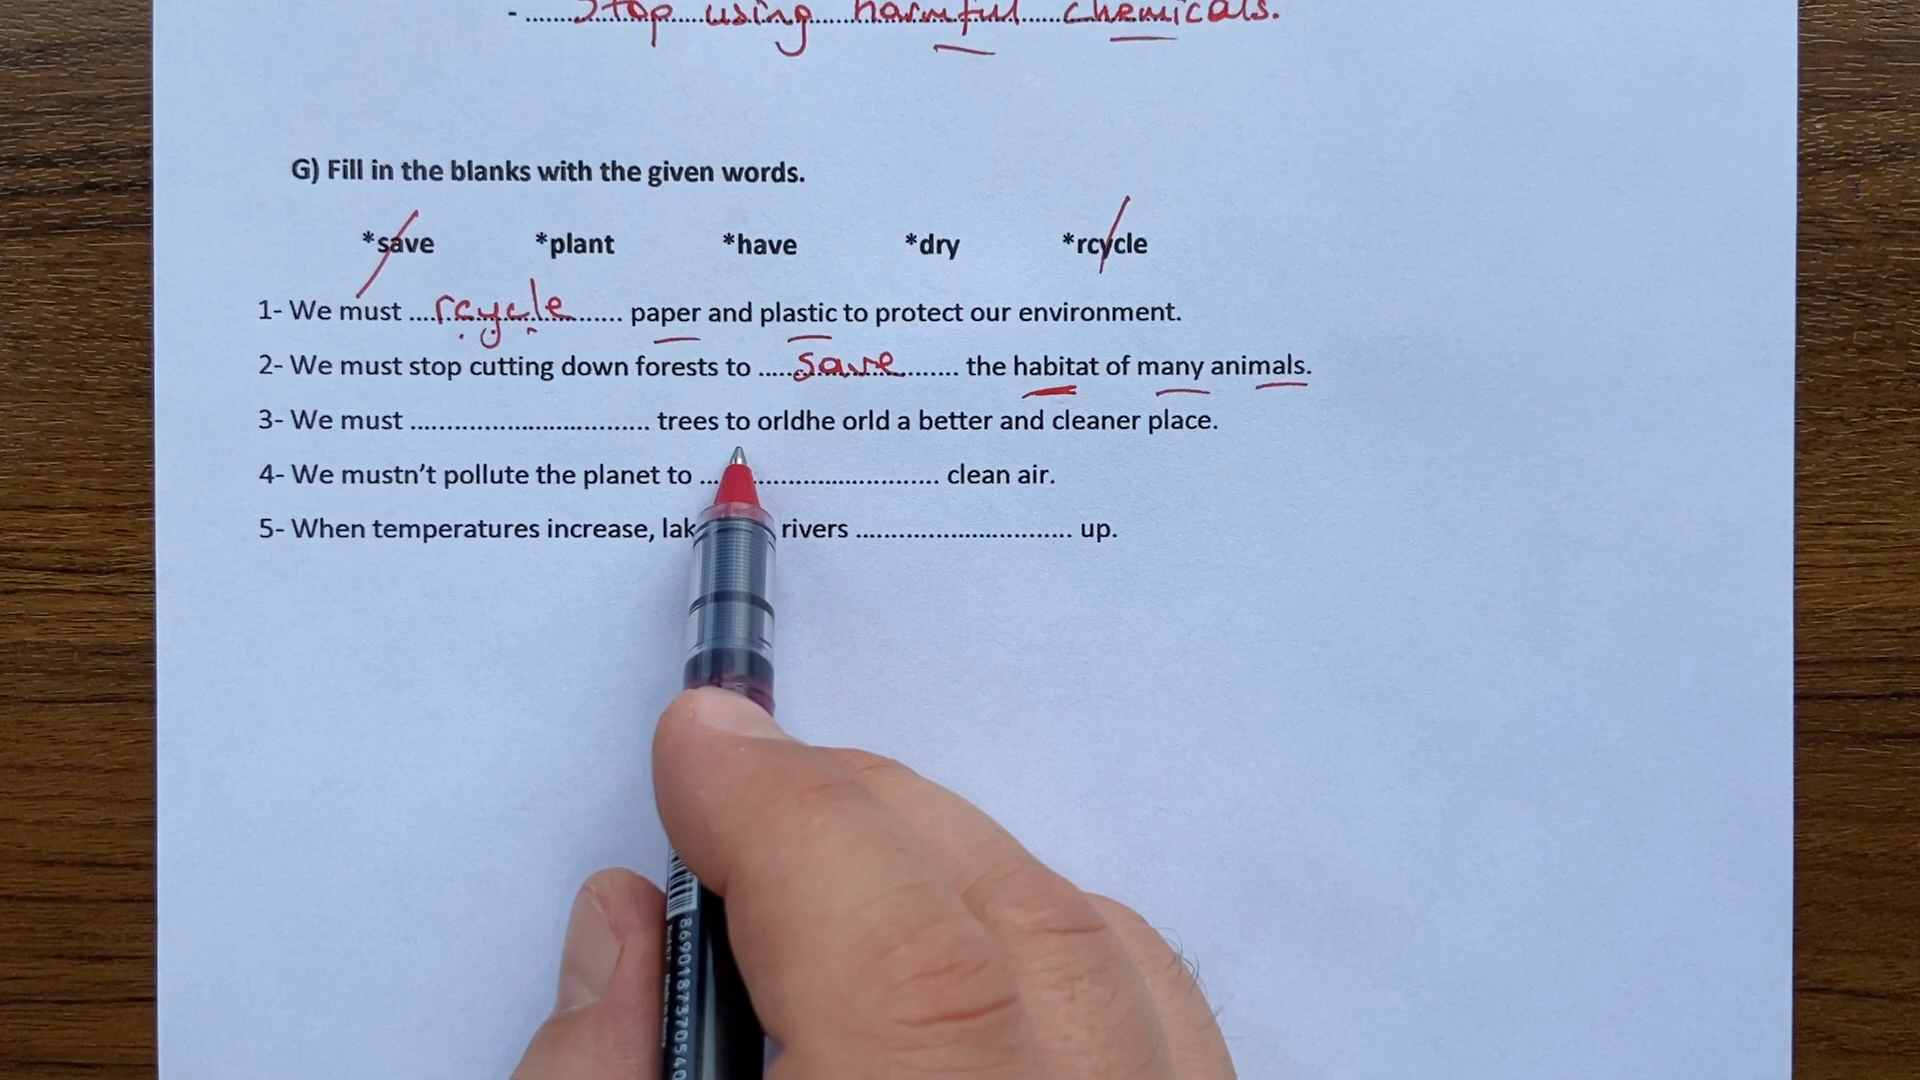 - Stop using harmful chemicals.
G) Fill in the blanks with the given words.
*save *plant *have *dry *rcycle
1- We must ....rcycle....... paper and plastic to protect our environment.
2- We must stop cutting down forests to .....save........ the habitat of many animals.
3- We must .................................. trees to orldhe orld a better and cleaner place.
4- We mustn’t pollute the planet to ............................. clean air.
5- When temperatures increase, lak rivers ............................... up.
8690187370540